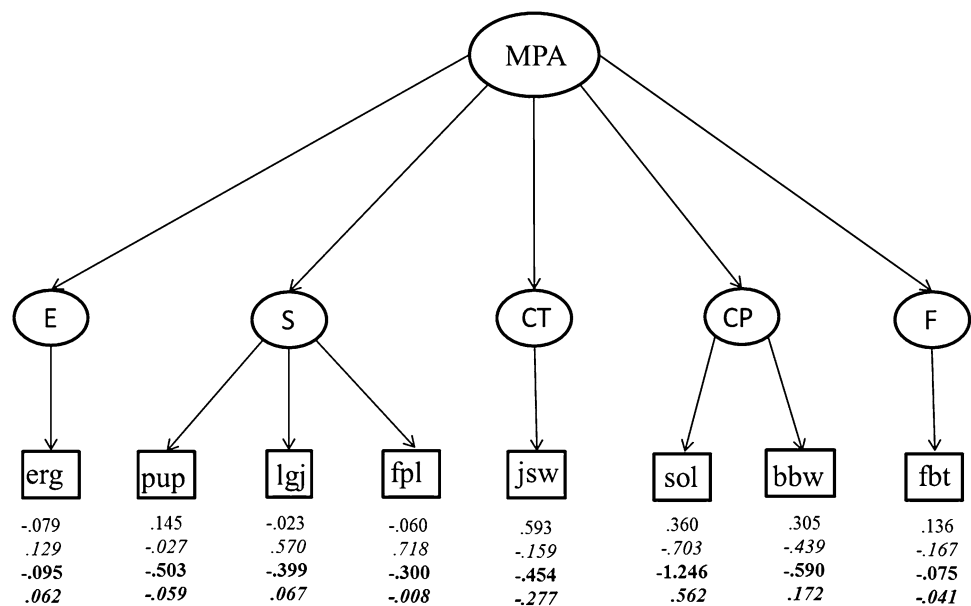 MPA
E S CT CP F
erg pup lgj fpl jsw sol bbw fbt
-.079 .145 -.023 -.060 .593 .360 .305 .136
.129 -.027 .570 .718 -.159 -.703 -.439 -.167
-.095 -.503 -.399 -.300 -.454 -1.246 -.590 -.075
.062 -.059 .067 -.008 -.277 .562 .172 -.041